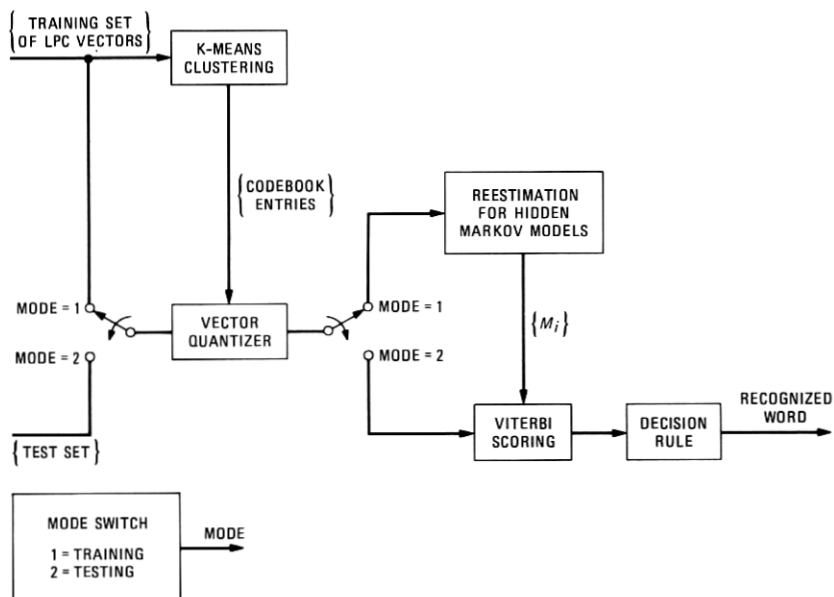 {TRAINING SET
OF LPC VECTORS}
K-MEANS
CLUSTERING
{CODEBOOK
ENTRIES}
REESTIMATION
FOR HIDDEN
MARKOV MODELS
MODE = 1
VECTOR
QUANTIZER
MODE = 1
{Mi}
MODE = 2
MODE = 2
RECOGNIZED
WORD
VITERBI
SCORING
DECISION
RULE
{TEST SET}
MODE SWITCH
1 = TRAINING
2 = TESTING
MODE